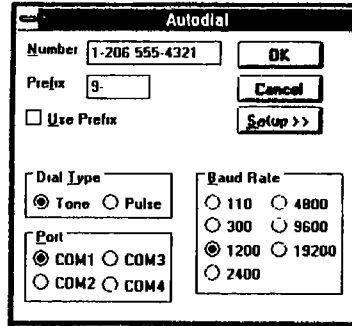 Autodial
Number 1-206 555-4321
OK
Prefix 9-
Cancel
Use Prefix
Setup >>
Dial Type
Tone Pulse
Port
COM1 COM3
COM2 COM4
Baud Rate
110 4800
300 9600
1200 19200
2400